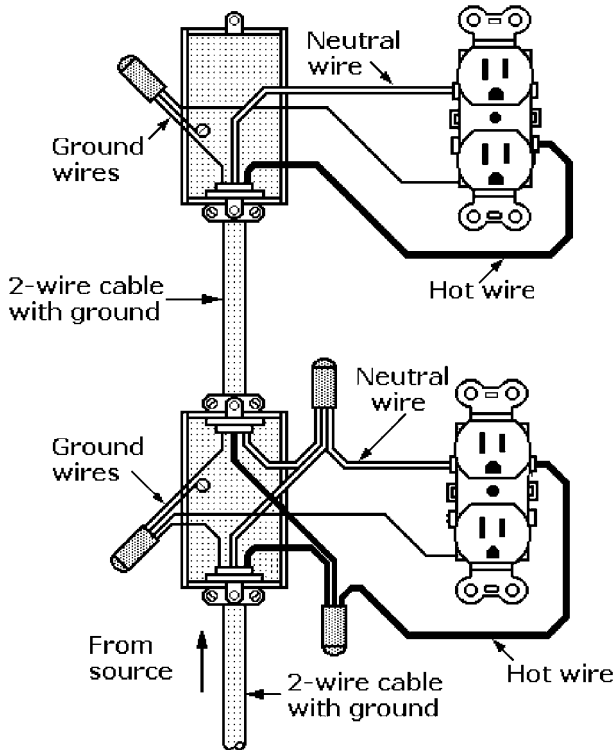 Neutral
wire
Ground
wires
2-wire cable
with ground
Hot wire
Neutral
wire
Ground
wires
From
source
Hot wire
2-wire cable
with ground